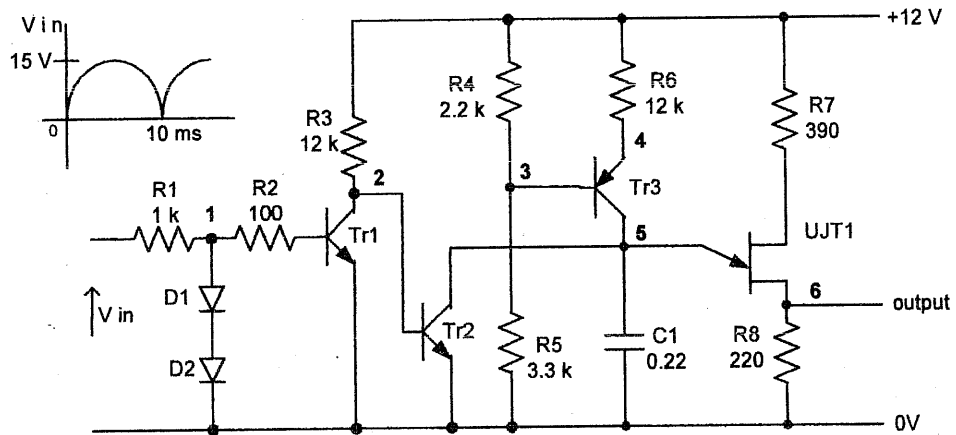 V in
15 V
0
10 ms
+12 V
R3
12 k
R4
2.2 k
R6
12 k
R7
390
R1
1 k
1
R2
100
2
Tr1
3
4
Tr3
5
UJT1
6
output
V in
D1
D2
Tr2
R5
3.3 k
C1
0.22
R8
220
0V